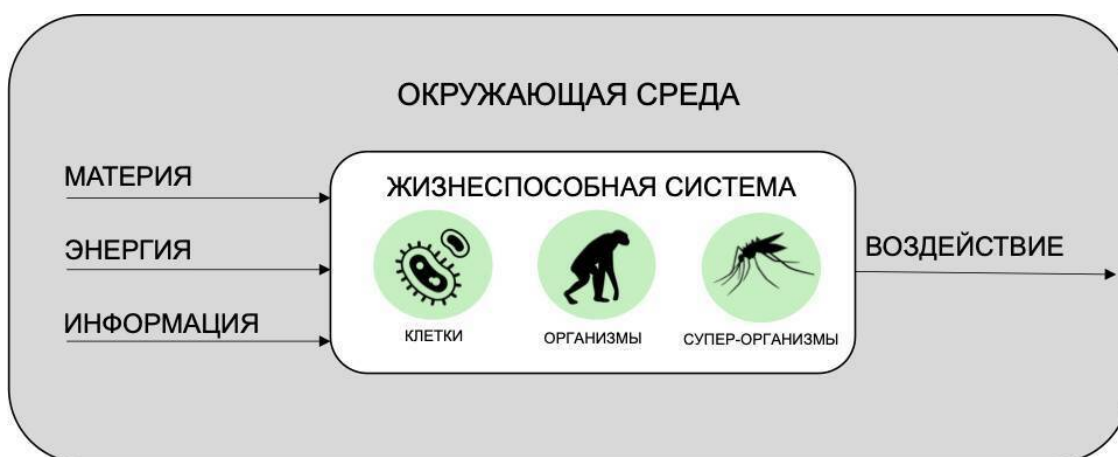 ОКРУЖАЮЩАЯ СРЕДА
МАТЕРИЯ
ЭНЕРГИЯ
ИНФОРМАЦИЯ
ЖИЗНЕСПОСОБНАЯ СИСТЕМА
КЛЕТКИ
ОРГАНИЗМЫ
СУПЕР-ОРГАНИЗМЫ
ВОЗДЕЙСТВИЕ